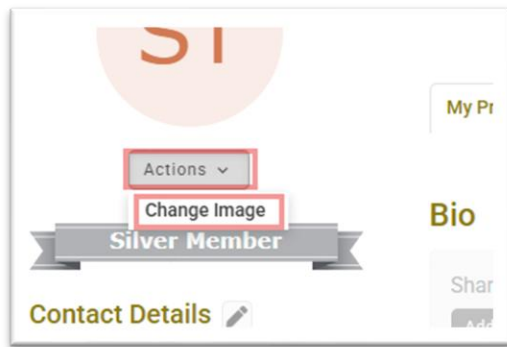 ST
My Pr
Actions
Change Image
Silver Member
Bio
Shar
Contact Details